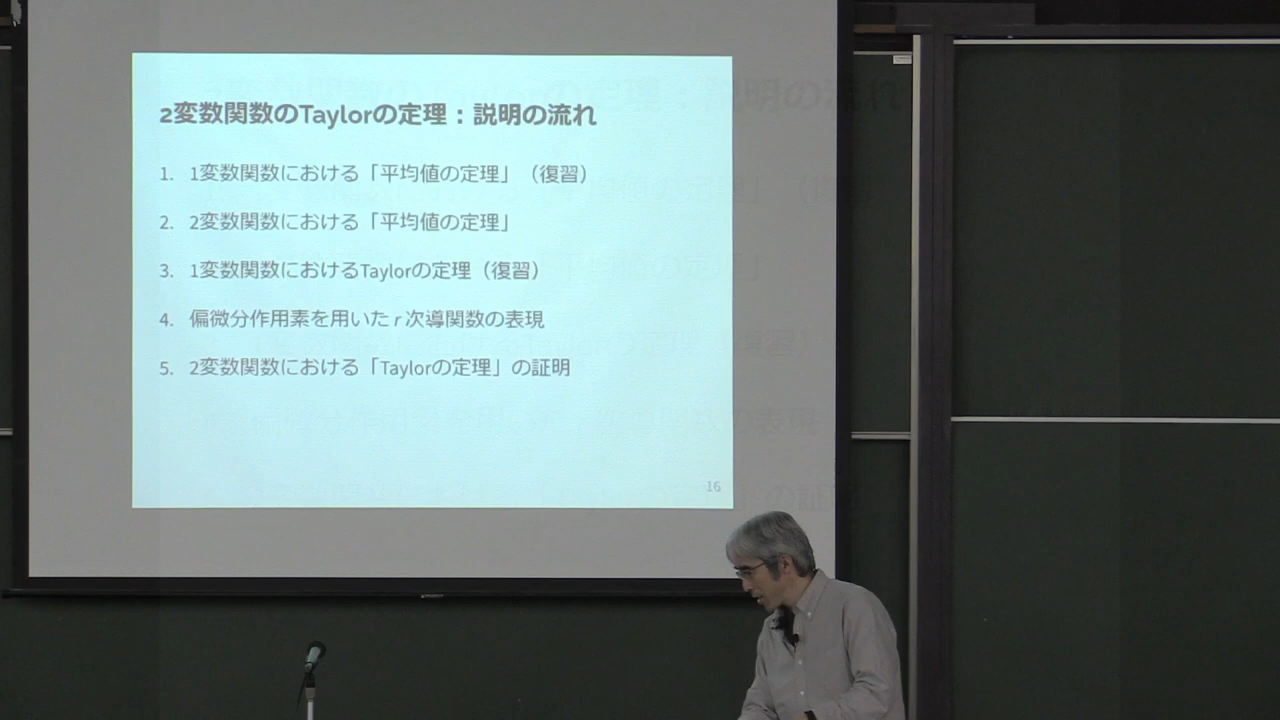 2変数関数のTaylorの定理：説明の流れ
1. 1変数関数における「平均値の定理」（復習）
2. 2変数関数における「平均値の定理」
3. 1変数関数におけるTaylorの定理（復習）
4. 偏微分作用素を用いた r 次導関数の表現
5. 2変数関数における「Taylorの定理」の証明
16